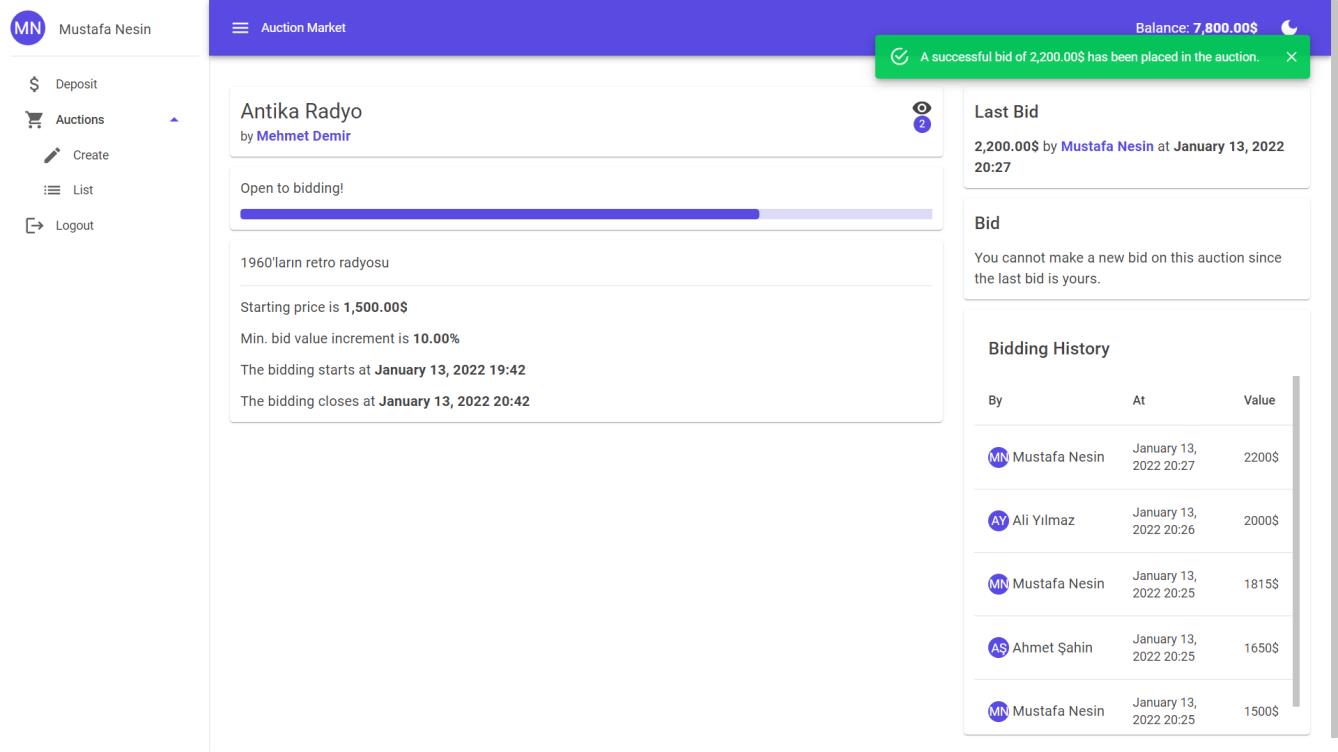 MN Mustafa Nesin
Deposit
Auctions
Create
List
Logout
Auction Market
Balance: 7,800.00$
A successful bid of 2,200.00$ has been placed in the auction.
Antika Radyo
by Mehmet Demir
2
Open to bidding!
1960'ların retro radyosu
Starting price is 1,500.00$
Min. bid value increment is 10.00%
The bidding starts at January 13, 2022 19:42
The bidding closes at January 13, 2022 20:42
Last Bid
2,200.00$ by Mustafa Nesin at January 13, 2022
20:27
Bid
You cannot make a new bid on this auction since
the last bid is yours.
Bidding History
By At Value
MN Mustafa Nesin January 13, 2022 20:27 2200$
AY Ali Yılmaz January 13, 2022 20:26 2000$
MN Mustafa Nesin January 13, 2022 20:25 1815$
AŞ Ahmet Şahin January 13, 2022 20:25 1650$
MN Mustafa Nesin January 13, 2022 20:25 1500$